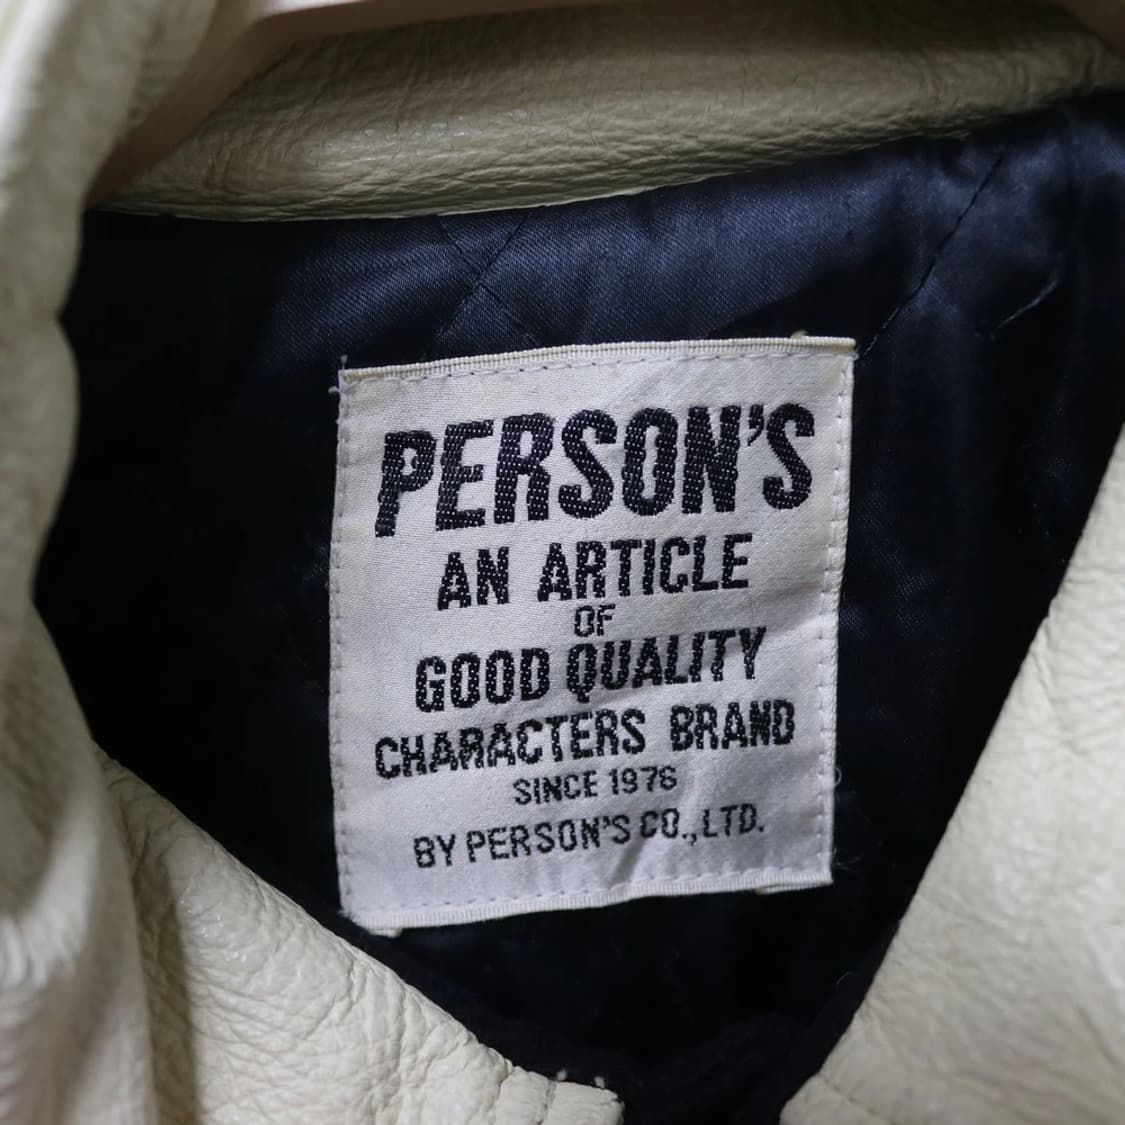 PERSON'S
AN ARTICLE
OF
GOOD QUALITY
CHARACTERS BRAND
SINCE 1976
BY PERSON'S CO.,LTD.